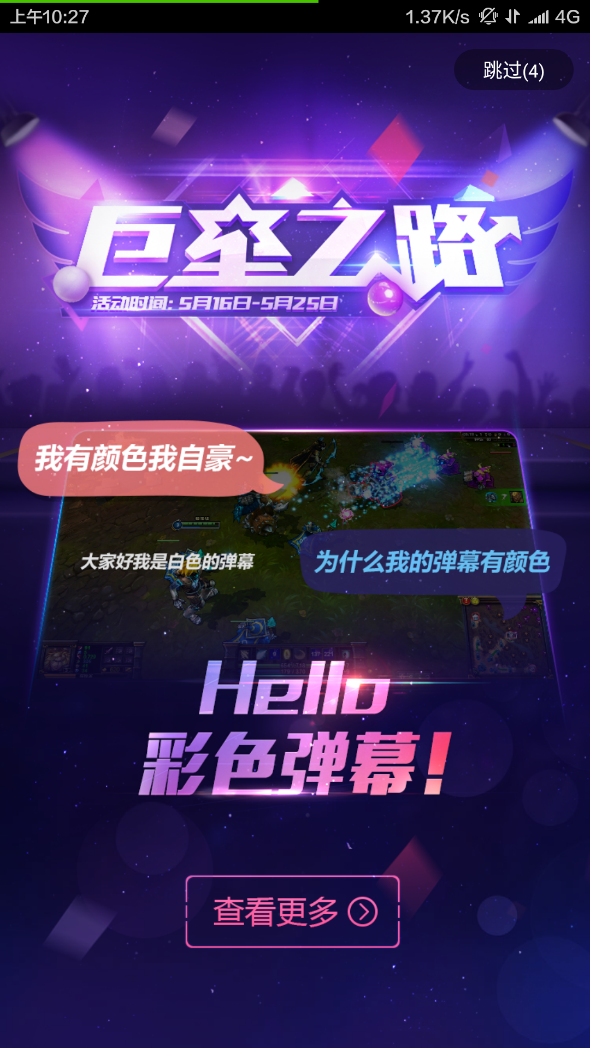 上午10:27
1.37K/s
4G
跳过(4)
巨星之路
活动时间: 5月16日-5月25日
我有颜色我自豪~
大家好我是白色的弹幕
为什么我的弹幕有颜色
Hello
彩色弹幕!
查看更多